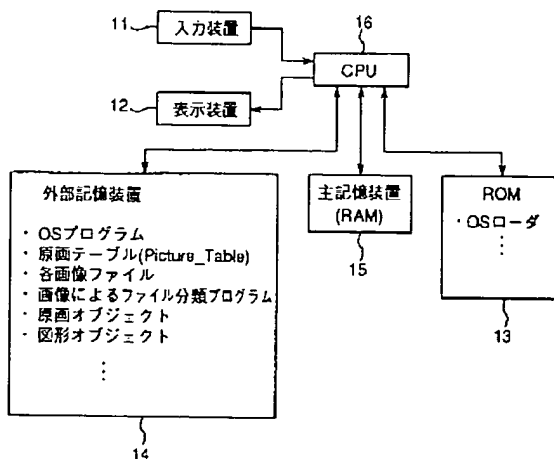 11
入力装置
16
CPU
12
表示装置
外部記憶装置
・ OSプログラム
・ 原画テーブル(Picture_Table)
・ 各画像ファイル
・ 画像によるファイル分類プログラム
・ 原画オブジェクト
・ 図形オブジェクト
⋮
14
主記憶装置
(RAM)
15
ROM
・OSローダ
⋮
13